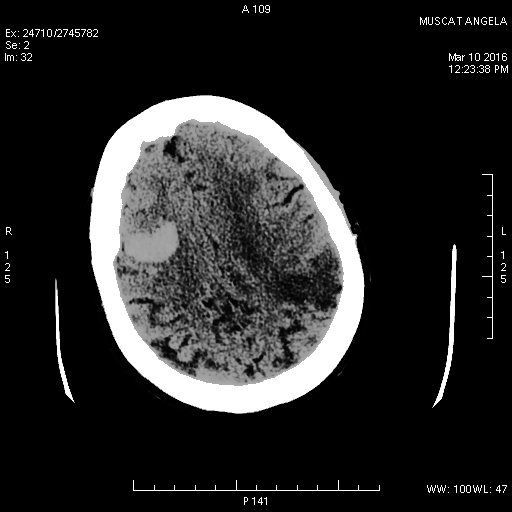 A 109
MUSCAT ANGELA
Ex: 24710/2745782
Se: 2
Im: 32
Mar 10 2016
12:23:38 PM
R
1
2
5
L
1
2
5
WW: 100WL: 47
P 141